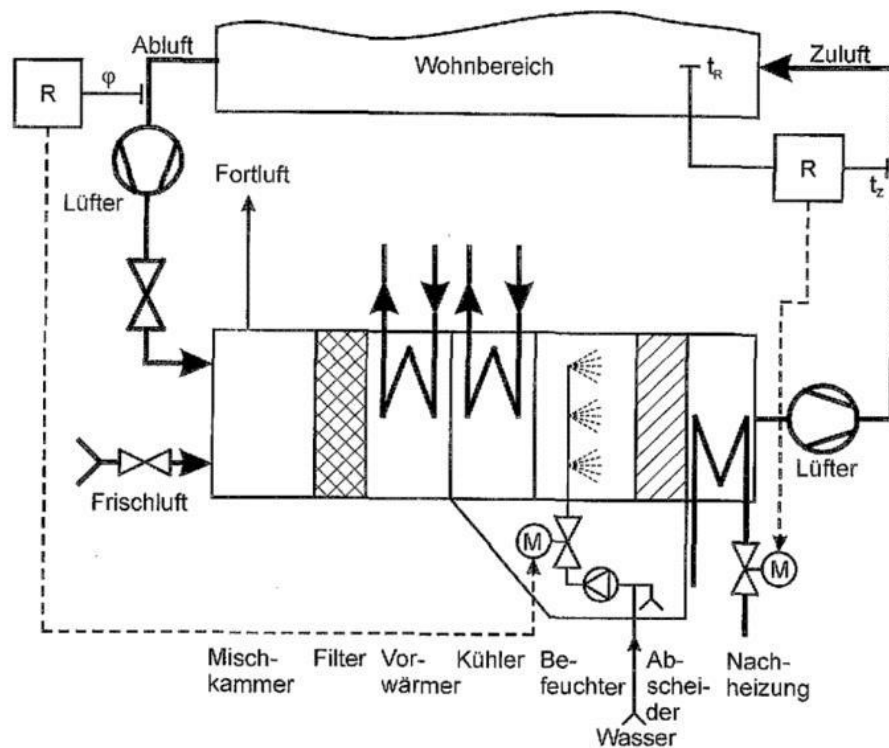 Abluft
Wohnbereich
t_R
Zuluft
R
φ
R
t_Z
Lüfter
Fortluft
Lüfter
Frischluft
M
M
Misch-
kammer
Filter
Vor-
wärmer
Kühler
Be-
feuchter
Ab-
schei-
der
Nach-
heizung
Wasser